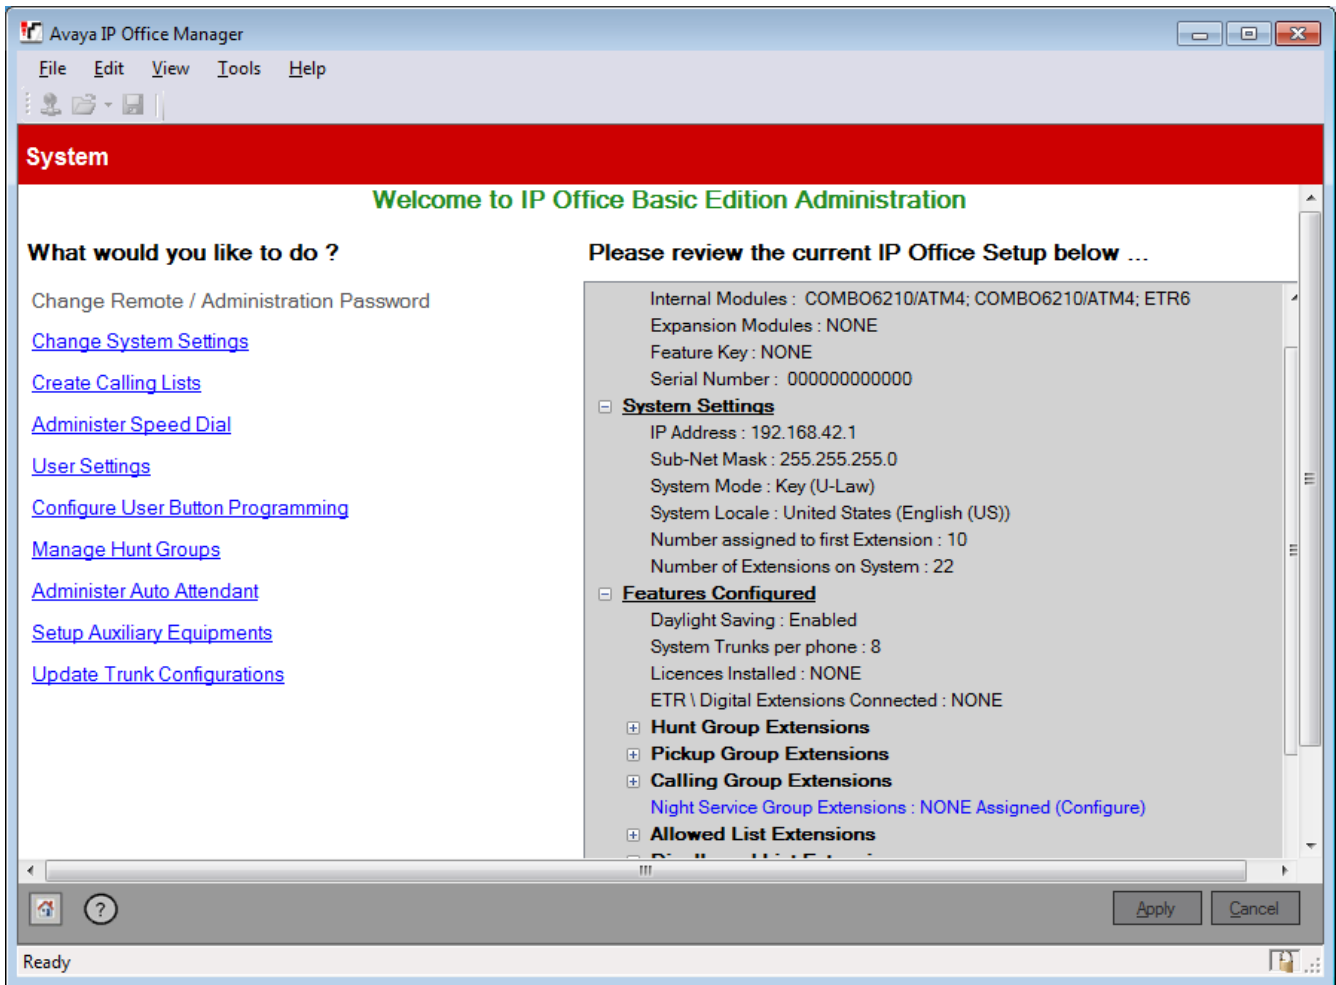 Avaya IP Office Manager
File Edit View Tools Help
System
Welcome to IP Office Basic Edition Administration
What would you like to do ?
Change Remote / Administration Password
Change System Settings
Create Calling Lists
Administer Speed Dial
User Settings
Configure User Button Programming
Manage Hunt Groups
Administer Auto Attendant
Setup Auxiliary Equipments
Update Trunk Configurations
Please review the current IP Office Setup below ...
Internal Modules : COMBO6210/ATM4; COMBO6210/ATM4; ETR6
Expansion Modules : NONE
Feature Key : NONE
Serial Number : 000000000000
System Settings
IP Address : 192.168.42.1
Sub-Net Mask : 255.255.255.0
System Mode : Key (U-Law)
System Locale : United States (English (US))
Number assigned to first Extension : 10
Number of Extensions on System : 22
Features Configured
Daylight Saving : Enabled
System Trunks per phone : 8
Licences Installed : NONE
ETR \ Digital Extensions Connected : NONE
Hunt Group Extensions
Pickup Group Extensions
Calling Group Extensions
Night Service Group Extensions : NONE Assigned (Configure)
Allowed List Extensions
Apply Cancel
Ready